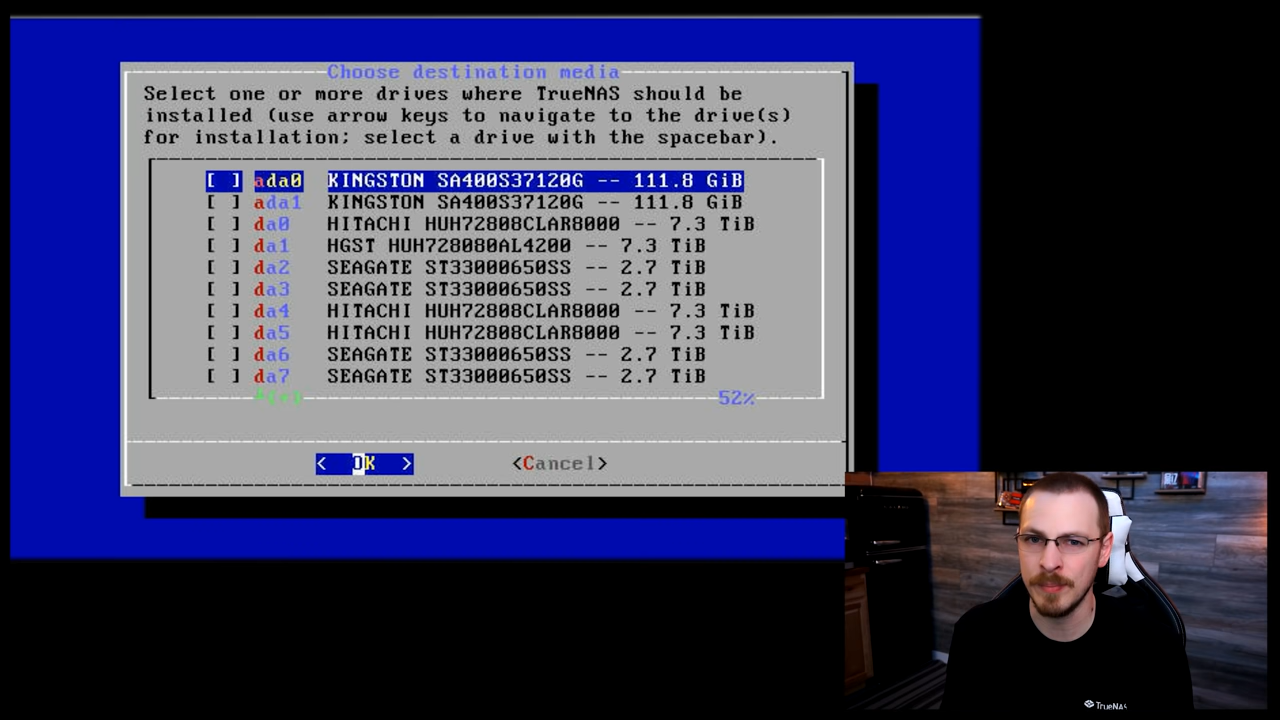 Choose destination media
Select one or more drives where TrueNAS should be
installed (use arrow keys to navigate to the drive(s)
for installation; select a drive with the spacebar).
[ ] ada0 KINGSTON SA400S37120G -- 111.8 GiB
[ ] ada1 KINGSTON SA400S37120G -- 111.8 GiB
[ ] da0 HITACHI HUH72808CLAR8000 -- 7.3 TiB
[ ] da1 HGST HUH728080AL4200 -- 7.3 TiB
[ ] da2 SEAGATE ST33000650SS -- 2.7 TiB
[ ] da3 SEAGATE ST33000650SS -- 2.7 TiB
[ ] da4 HITACHI HUH72808CLAR8000 -- 7.3 TiB
[ ] da5 HITACHI HUH72808CLAR8000 -- 7.3 TiB
[ ] da6 SEAGATE ST33000650SS -- 2.7 TiB
[ ] da7 SEAGATE ST33000650SS -- 2.7 TiB
52%
< OK > <Cancel>
TrueNAS